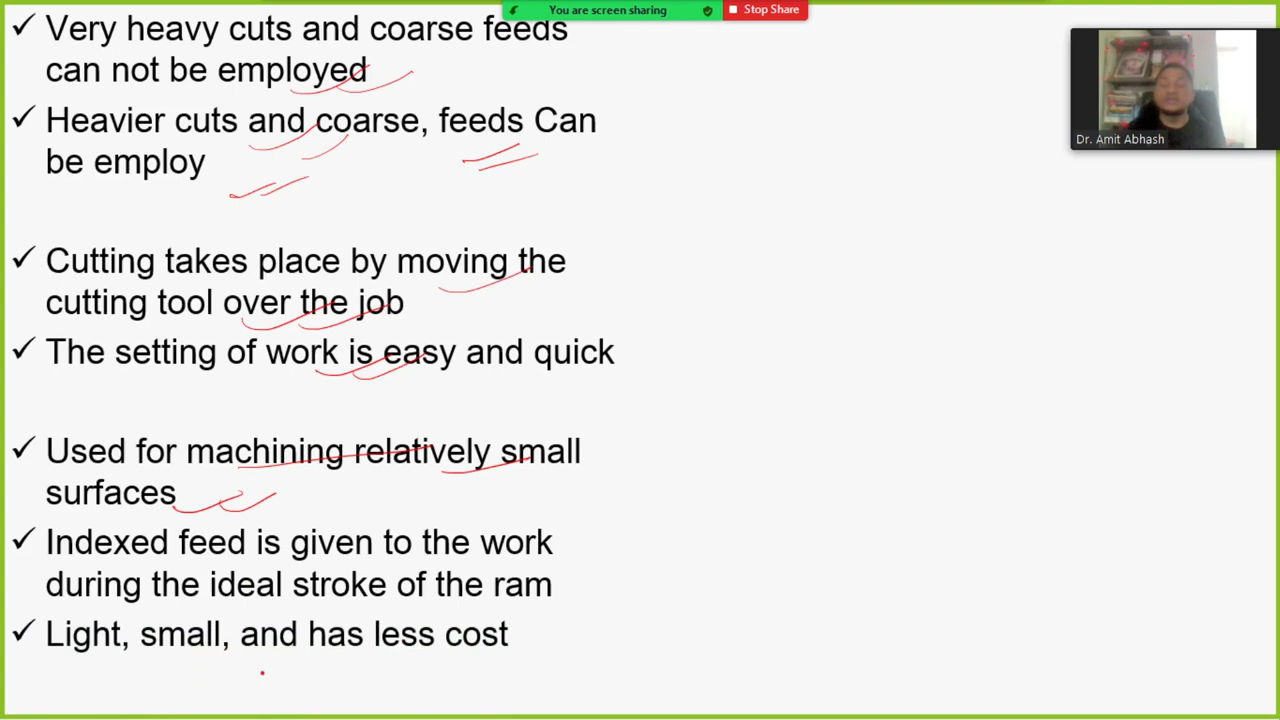 You are screen sharing
Stop Share
✓ Very heavy cuts and coarse feeds
can not be employed
✓ Heavier cuts and coarse, feeds Can
be employ
✓ Cutting takes place by moving the
cutting tool over the job
✓ The setting of work is easy and quick
✓ Used for machining relatively small
surfaces
✓ Indexed feed is given to the work
during the ideal stroke of the ram
✓ Light, small, and has less cost
Dr. Amit Abhash